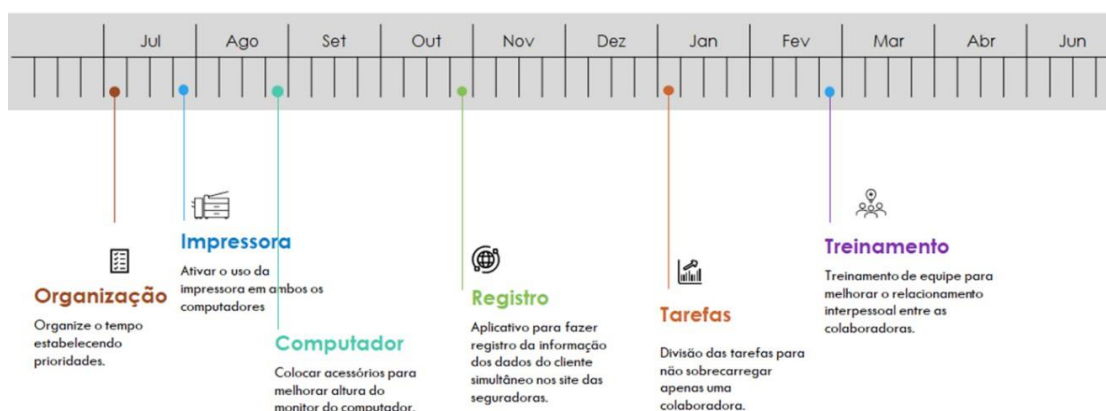 Jul Ago Set Out Nov Dez Jan Fev Mar Abr Jun
Organização
Organize o tempo
estabelecendo
prioridades.
Impressora
Ativar o uso da
impressora em ambos os
computadores
Computador
Colocar acessórios para
melhorar altura do
monitor do computador.
Registro
Aplicativo para fazer
registro da informação
dos dados do cliente
simultâneo nos site das
seguradoras.
Tarefas
Divisão das tarefas para
não sobrecarregar
apenas uma
colaboradora.
Treinamento
Treinamento de equipe para
melhorar o relacionamento
interpessoal entre as
colaboradoras.